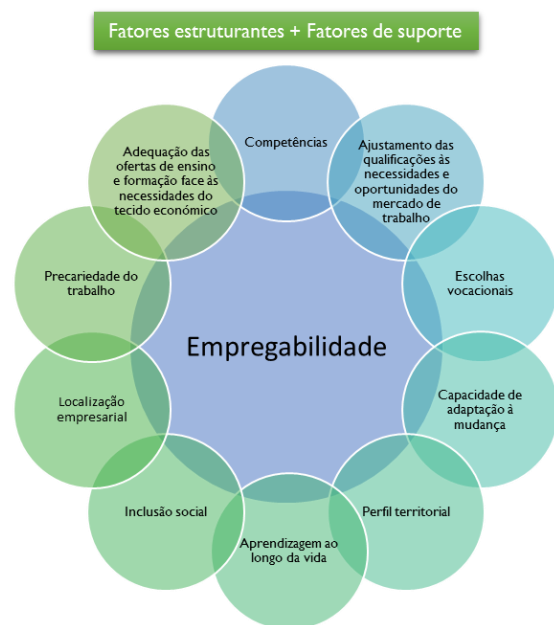 Fatores estruturantes + Fatores de suporte
Competências
Ajustamento das
qualificações às
necessidades e
oportunidades do
mercado de
trabalho
Escolhas
vocacionais
Capacidade de
adaptação à
mudança
Perfil territorial
Aprendizagem ao
longo da vida
Inclusão social
Localização
empresarial
Precariedade do
trabalho
Adequação das
ofertas de ensino
e formação face às
necessidades do
tecido económico
Empregabilidade